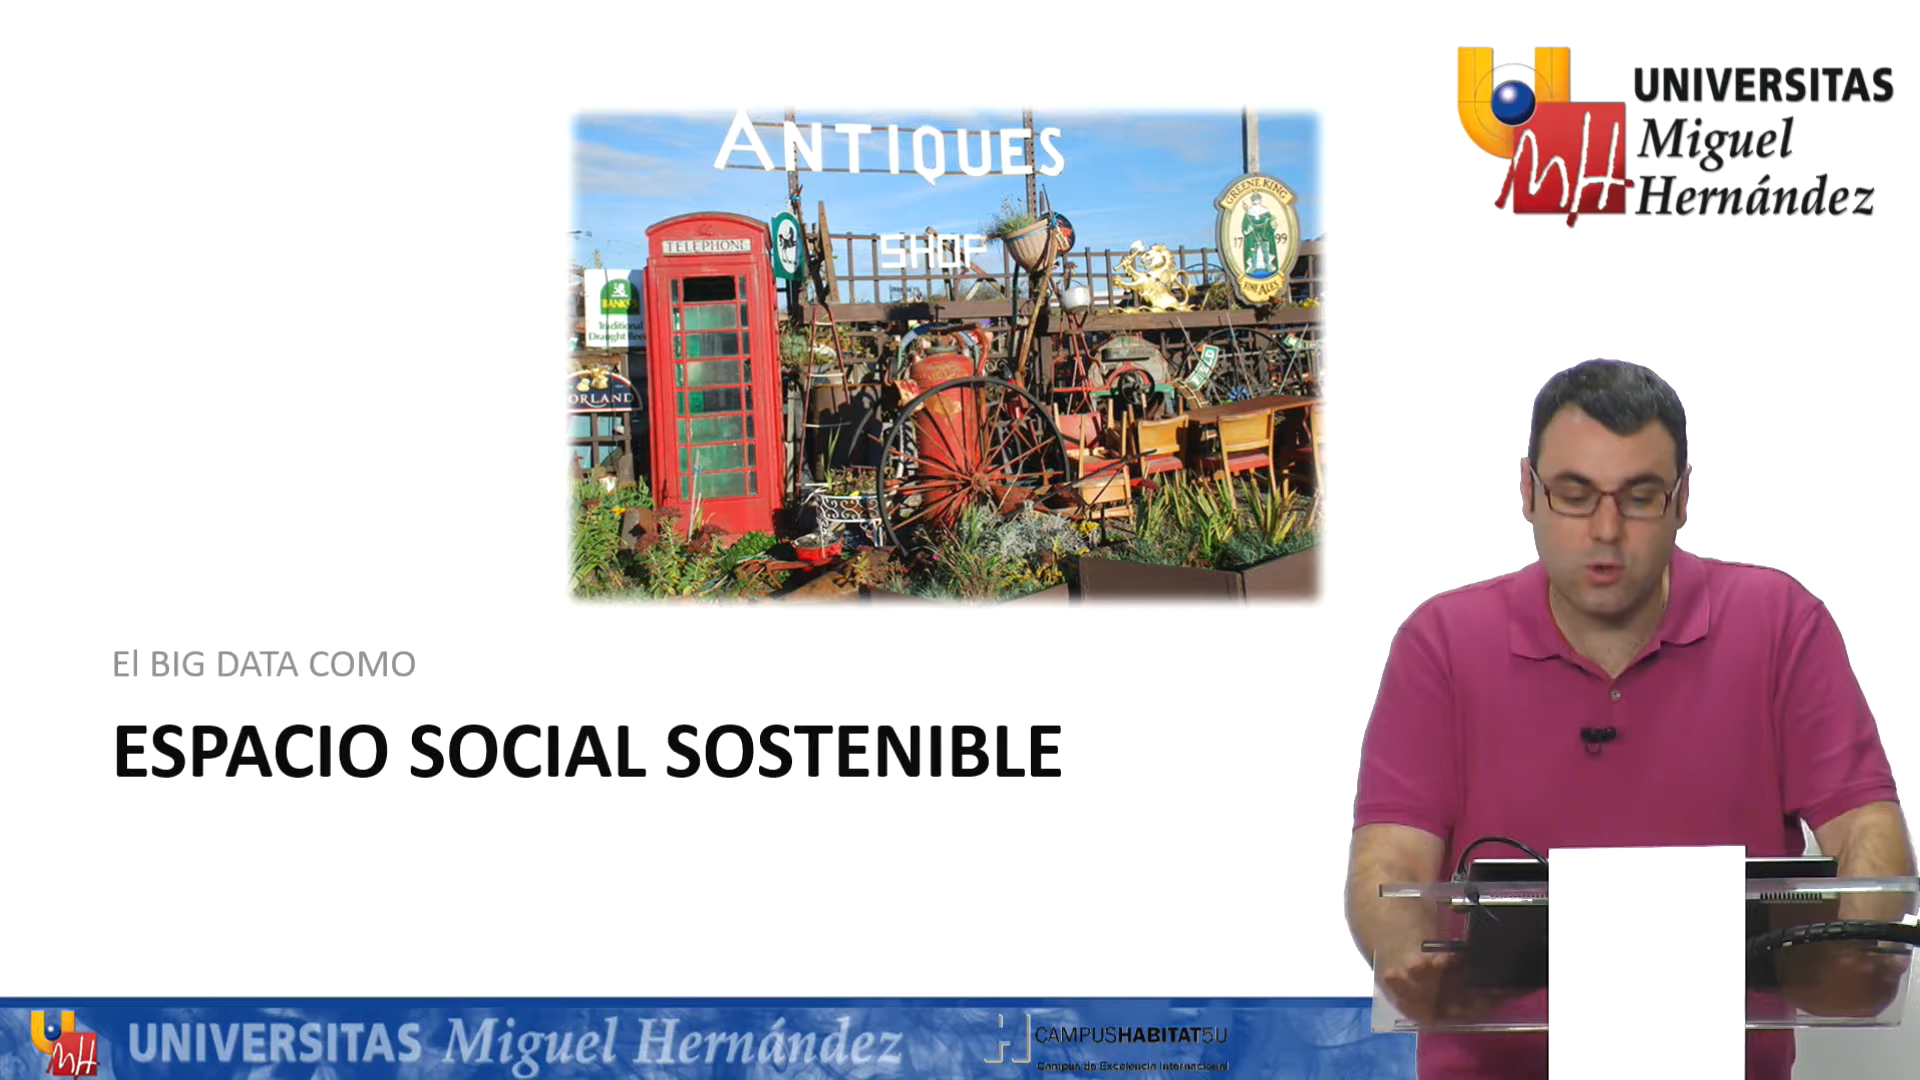 ANTIQUES
SHOP
TELEPHONE
GREENE KING
17 99
FINE ALES
BANKS'S
Traditional
Draught Beer
ORLAND
UNIVERSITAS
Miguel
Hernández
El BIG DATA COMO
ESPACIO SOCIAL SOSTENIBLE
UNIVERSITAS Miguel Hernández
CAMPUSHABITAT5U
Campus de Excelencia Internacional